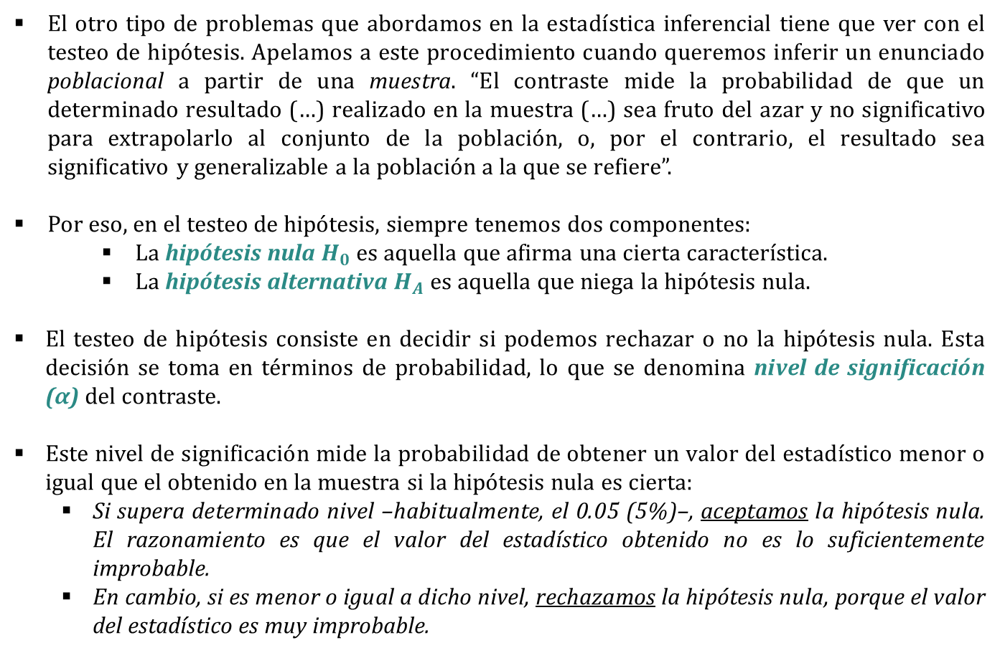 ▪ El otro tipo de problemas que abordamos en la estadística inferencial tiene que ver con el
testeo de hipótesis. Apelamos a este procedimiento cuando queremos inferir un enunciado
poblacional a partir de una muestra. “El contraste mide la probabilidad de que un
determinado resultado (…) realizado en la muestra (…) sea fruto del azar y no significativo
para extrapolarlo al conjunto de la población, o, por el contrario, el resultado sea
significativo y generalizable a la población a la que se refiere”.
▪ Por eso, en el testeo de hipótesis, siempre tenemos dos componentes:
▪ La hipótesis nula H₀ es aquella que afirma una cierta característica.
▪ La hipótesis alternativa H_A es aquella que niega la hipótesis nula.
▪ El testeo de hipótesis consiste en decidir si podemos rechazar o no la hipótesis nula. Esta
decisión se toma en términos de probabilidad, lo que se denomina nivel de significación
(α) del contraste.
▪ Este nivel de significación mide la probabilidad de obtener un valor del estadístico menor o
igual que el obtenido en la muestra si la hipótesis nula es cierta:
▪ Si supera determinado nivel –habitualmente, el 0.05 (5%)–, aceptamos la hipótesis nula.
El razonamiento es que el valor del estadístico obtenido no es lo suficientemente
improbable.
▪ En cambio, si es menor o igual a dicho nivel, rechazamos la hipótesis nula, porque el valor
del estadístico es muy improbable.